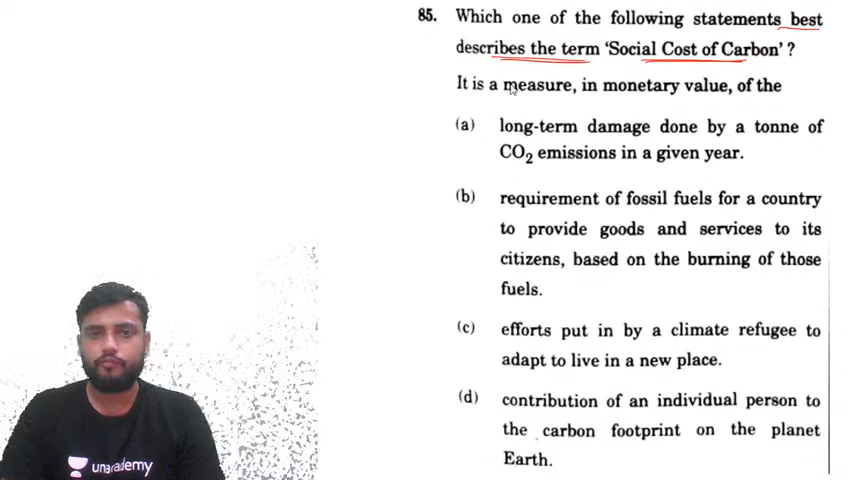 85. Which one of the following statements best
describes the term ‘Social Cost of Carbon’ ?
It is a measure, in monetary value, of the
(a) long-term damage done by a tonne of
CO₂ emissions in a given year.
(b) requirement of fossil fuels for a country
to provide goods and services to its
citizens, based on the burning of those
fuels.
(c) efforts put in by a climate refugee to
adapt to live in a new place.
(d) contribution of an individual person to
the carbon footprint on the planet
Earth.
unacademy